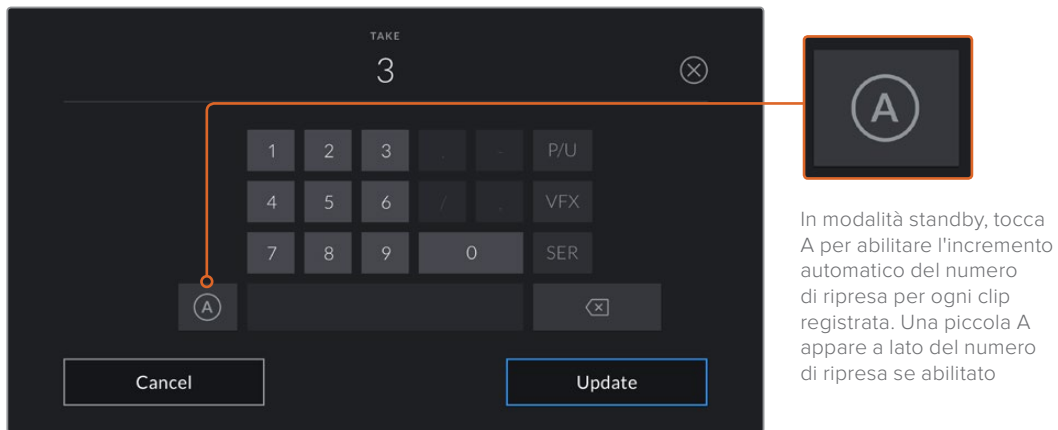 TAKE
3
1 2 3 . - P/U
4 5 6 / , VFX
7 8 9 0 SER
A
Cancel Update
A
In modalità standby, tocca
A per abilitare l'incremento
automatico del numero
di ripresa per ogni clip
registrata. Una piccola A
appare a lato del numero
di ripresa se abilitato